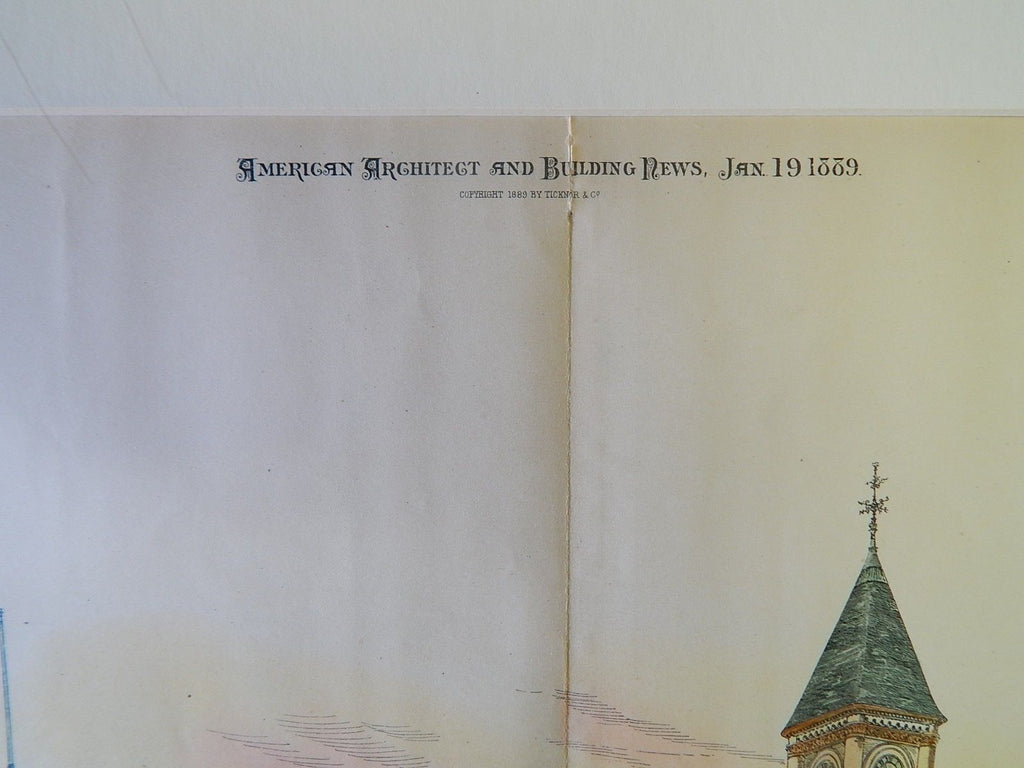 American Architect and Building News, Jan. 19 1889.
COPYRIGHT 1889 BY TICKNOR & Co